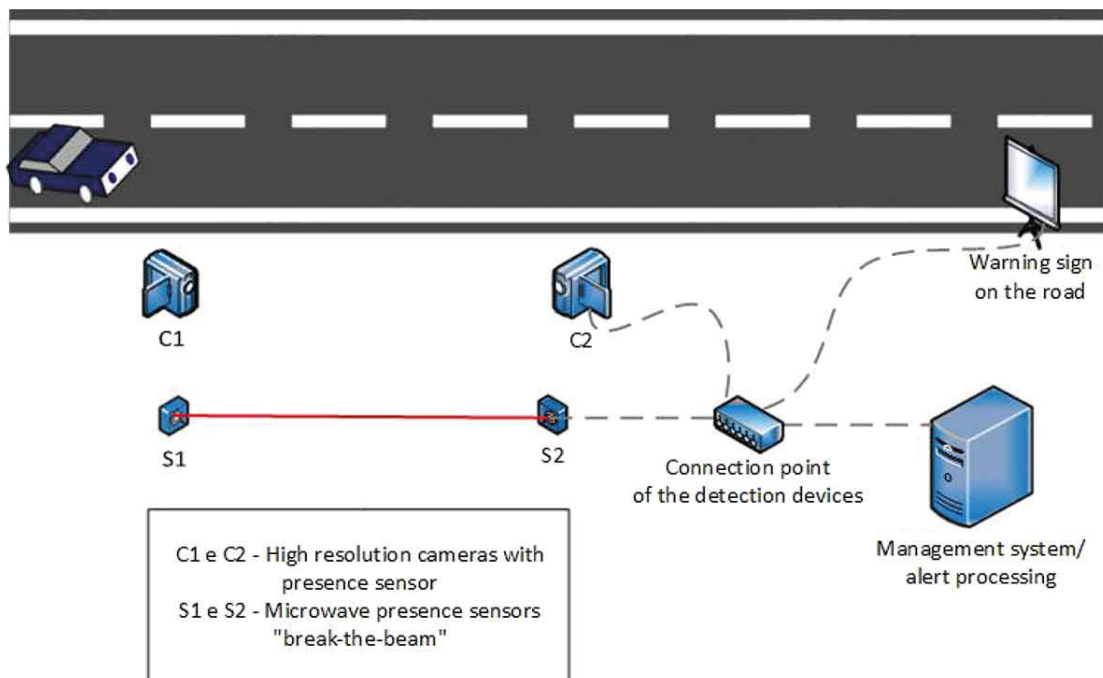 Warning sign
on the road
C1
C2
S1
S2
Connection point
of the detection devices
Management system/
alert processing
C1 e C2 - High resolution cameras with
presence sensor
S1 e S2 - Microwave presence sensors
"break-the-beam"